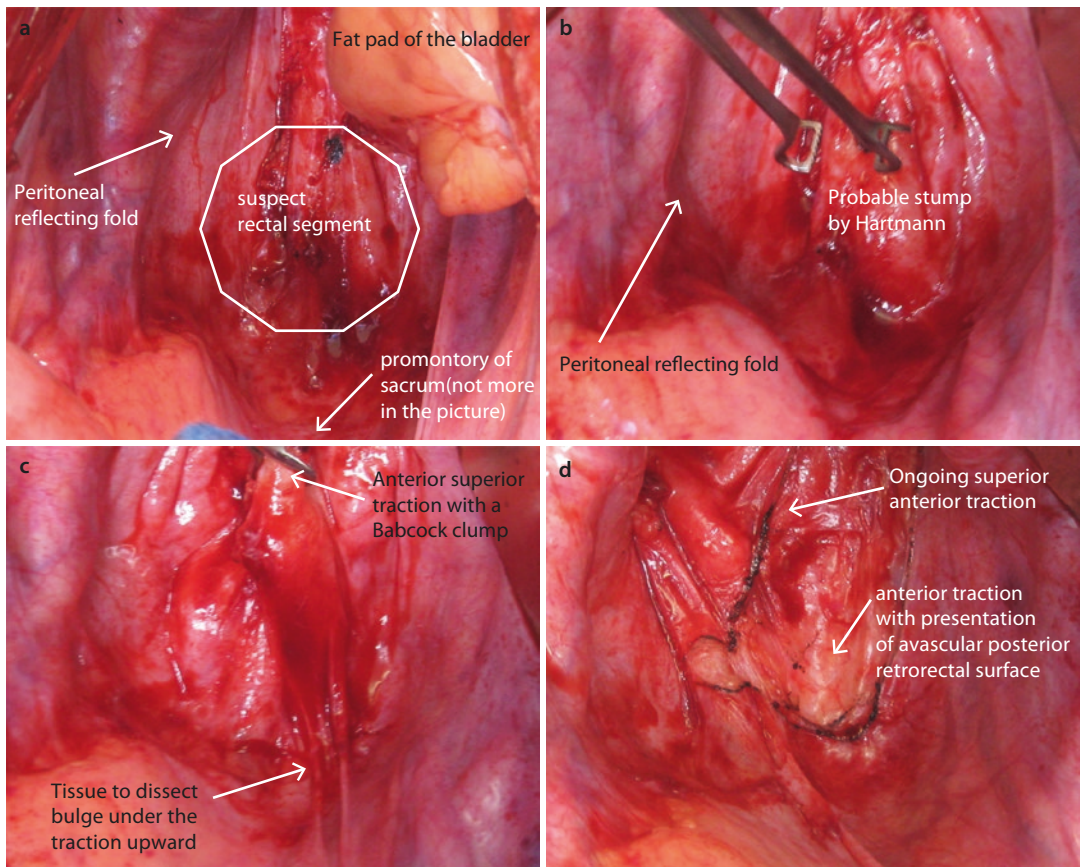 a
Fat pad of the bladder
Peritoneal
reflecting fold
suspect
rectal segment
promontory of
sacrum(not more
in the picture)
b
Probable stump
by Hartmann
Peritoneal reflecting fold
c
Anterior superior
traction with a
Babcock clump
Tissue to dissect
bulge under the
traction upward
d
Ongoing superior
anterior traction
anterior traction
with presentation
of avascular posterior
retrorectal surface